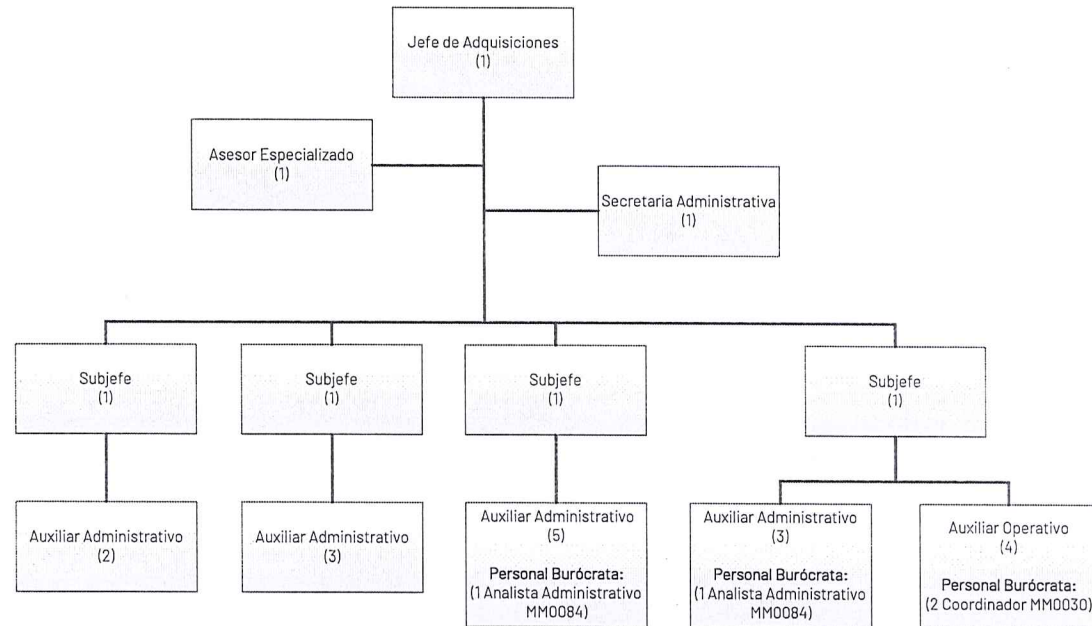 Jefe de Adquisiciones
(1)
Asesor Especializado
(1)
Secretaria Administrativa
(1)
Subjefe
(1)
Subjefe
(1)
Subjefe
(1)
Subjefe
(1)
Auxiliar Administrativo
(2)
Auxiliar Administrativo
(3)
Auxiliar Administrativo
(5)
Personal Burócrata:
(1 Analista Administrativo
MM0084)
Auxiliar Administrativo
(3)
Personal Burócrata:
(1 Analista Administrativo
MM0084)
Auxiliar Operativo
(4)
Personal Burócrata:
(2 Coordinador MM0030)